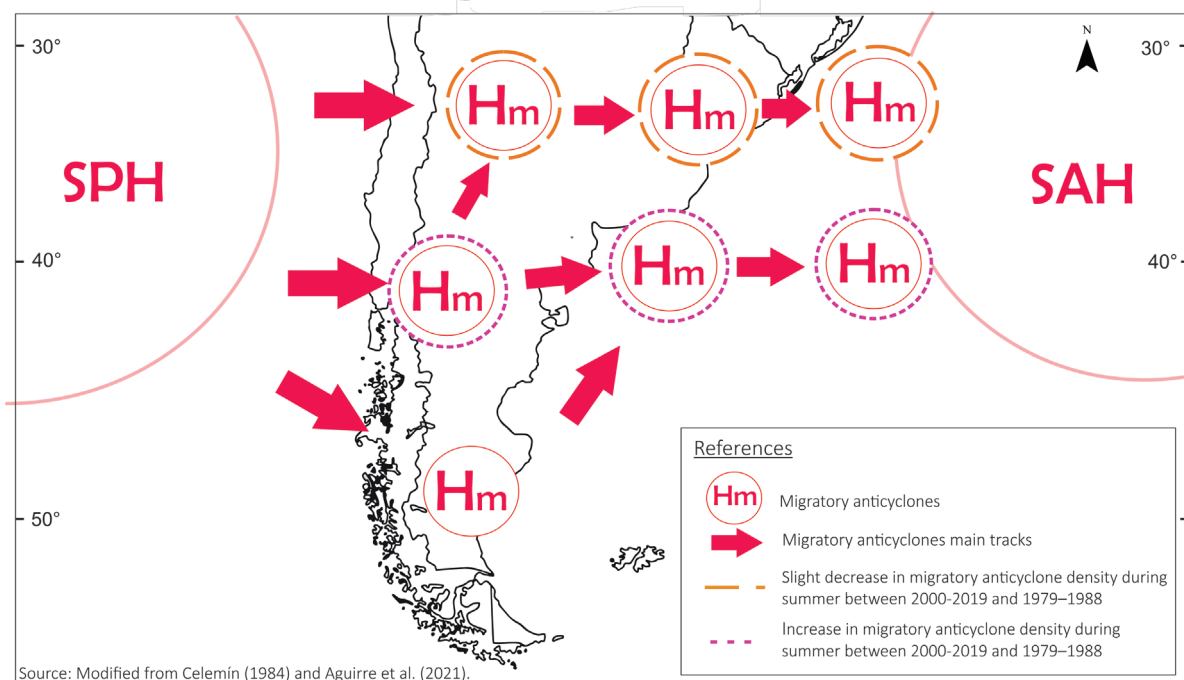 N
30°
30°
Hm
Hm
Hm
SPH
SAH
40°
40°
Hm
Hm
Hm
Hm
50°
References
Hm
Migratory anticyclones
Migratory anticyclones main tracks
Slight decrease in migratory anticyclone density during
summer between 2000-2019 and 1979–1988
Increase in migratory anticyclone density during
summer between 2000-2019 and 1979–1988
Source: Modified from Celemín (1984) and Aguirre et al. (2021).